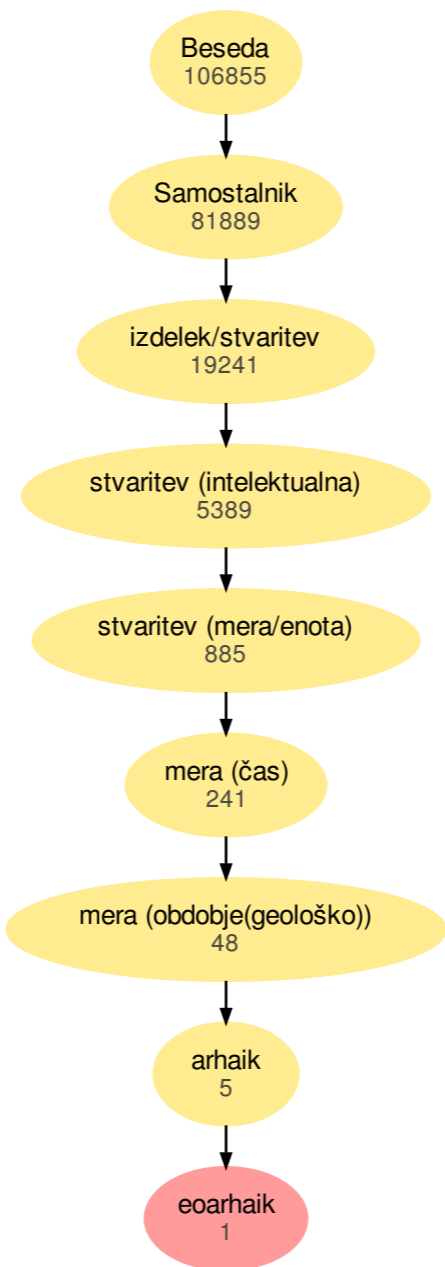 Beseda
106855
Samostalnik
81889
izdelek/stvaritev
19241
stvaritev (intelektualna)
5389
stvaritev (mera/enota)
885
mera (čas)
241
mera (obdobje(geološko))
48
arhaik
5
eoarhaik
1